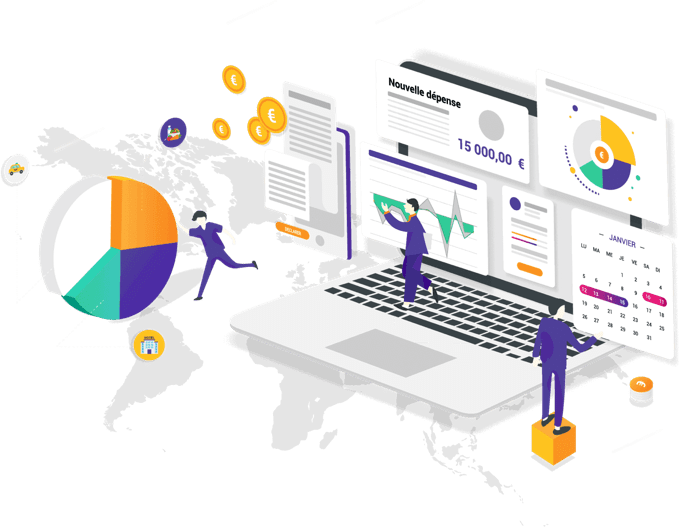 Nouvelle dépense
15 000,00 €
€
€
€
€
€
DÉCLARER
JANVIER
LU MA ME JE VE SA DI
1 2 3 4
5 6 7 8 9 10 11
12 13 14 15 16 17
19 20 21 22 23 24
26 27 28 29 30 31